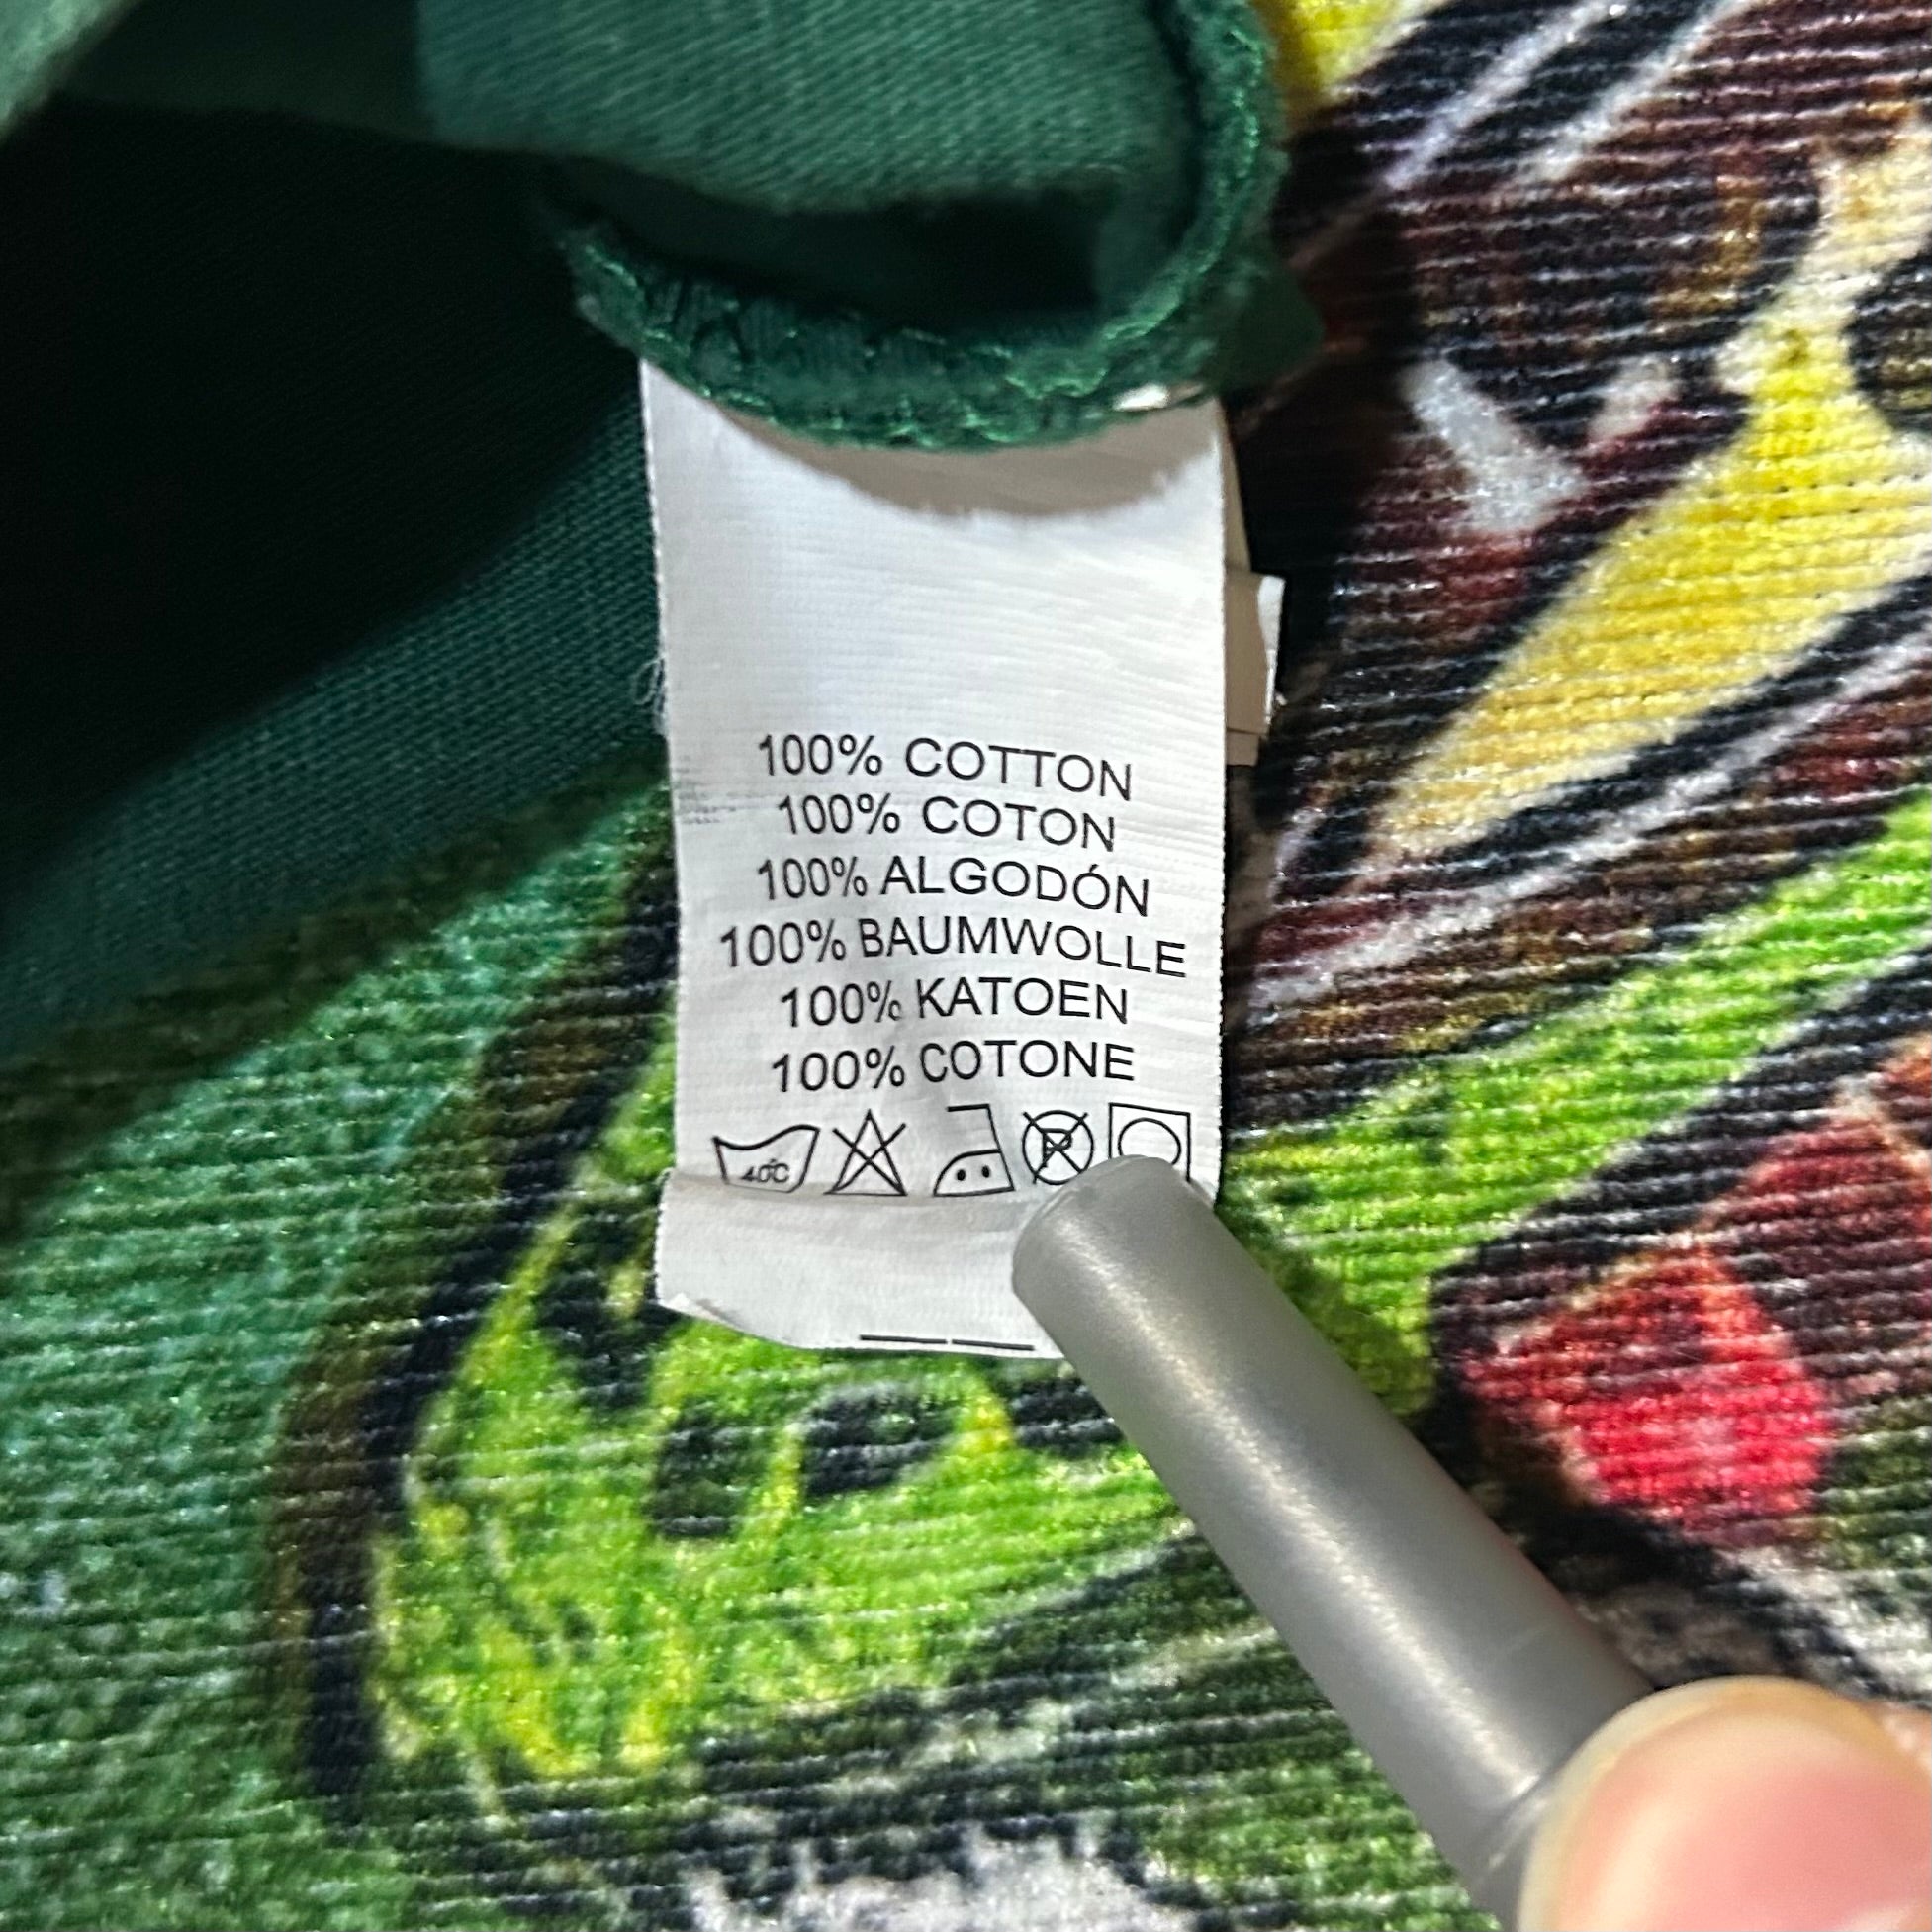 100% COTTON
100% COTON
100% ALGODÓN
100% BAUMWOLLE
100% KATOEN
100% COTONE
40°C P